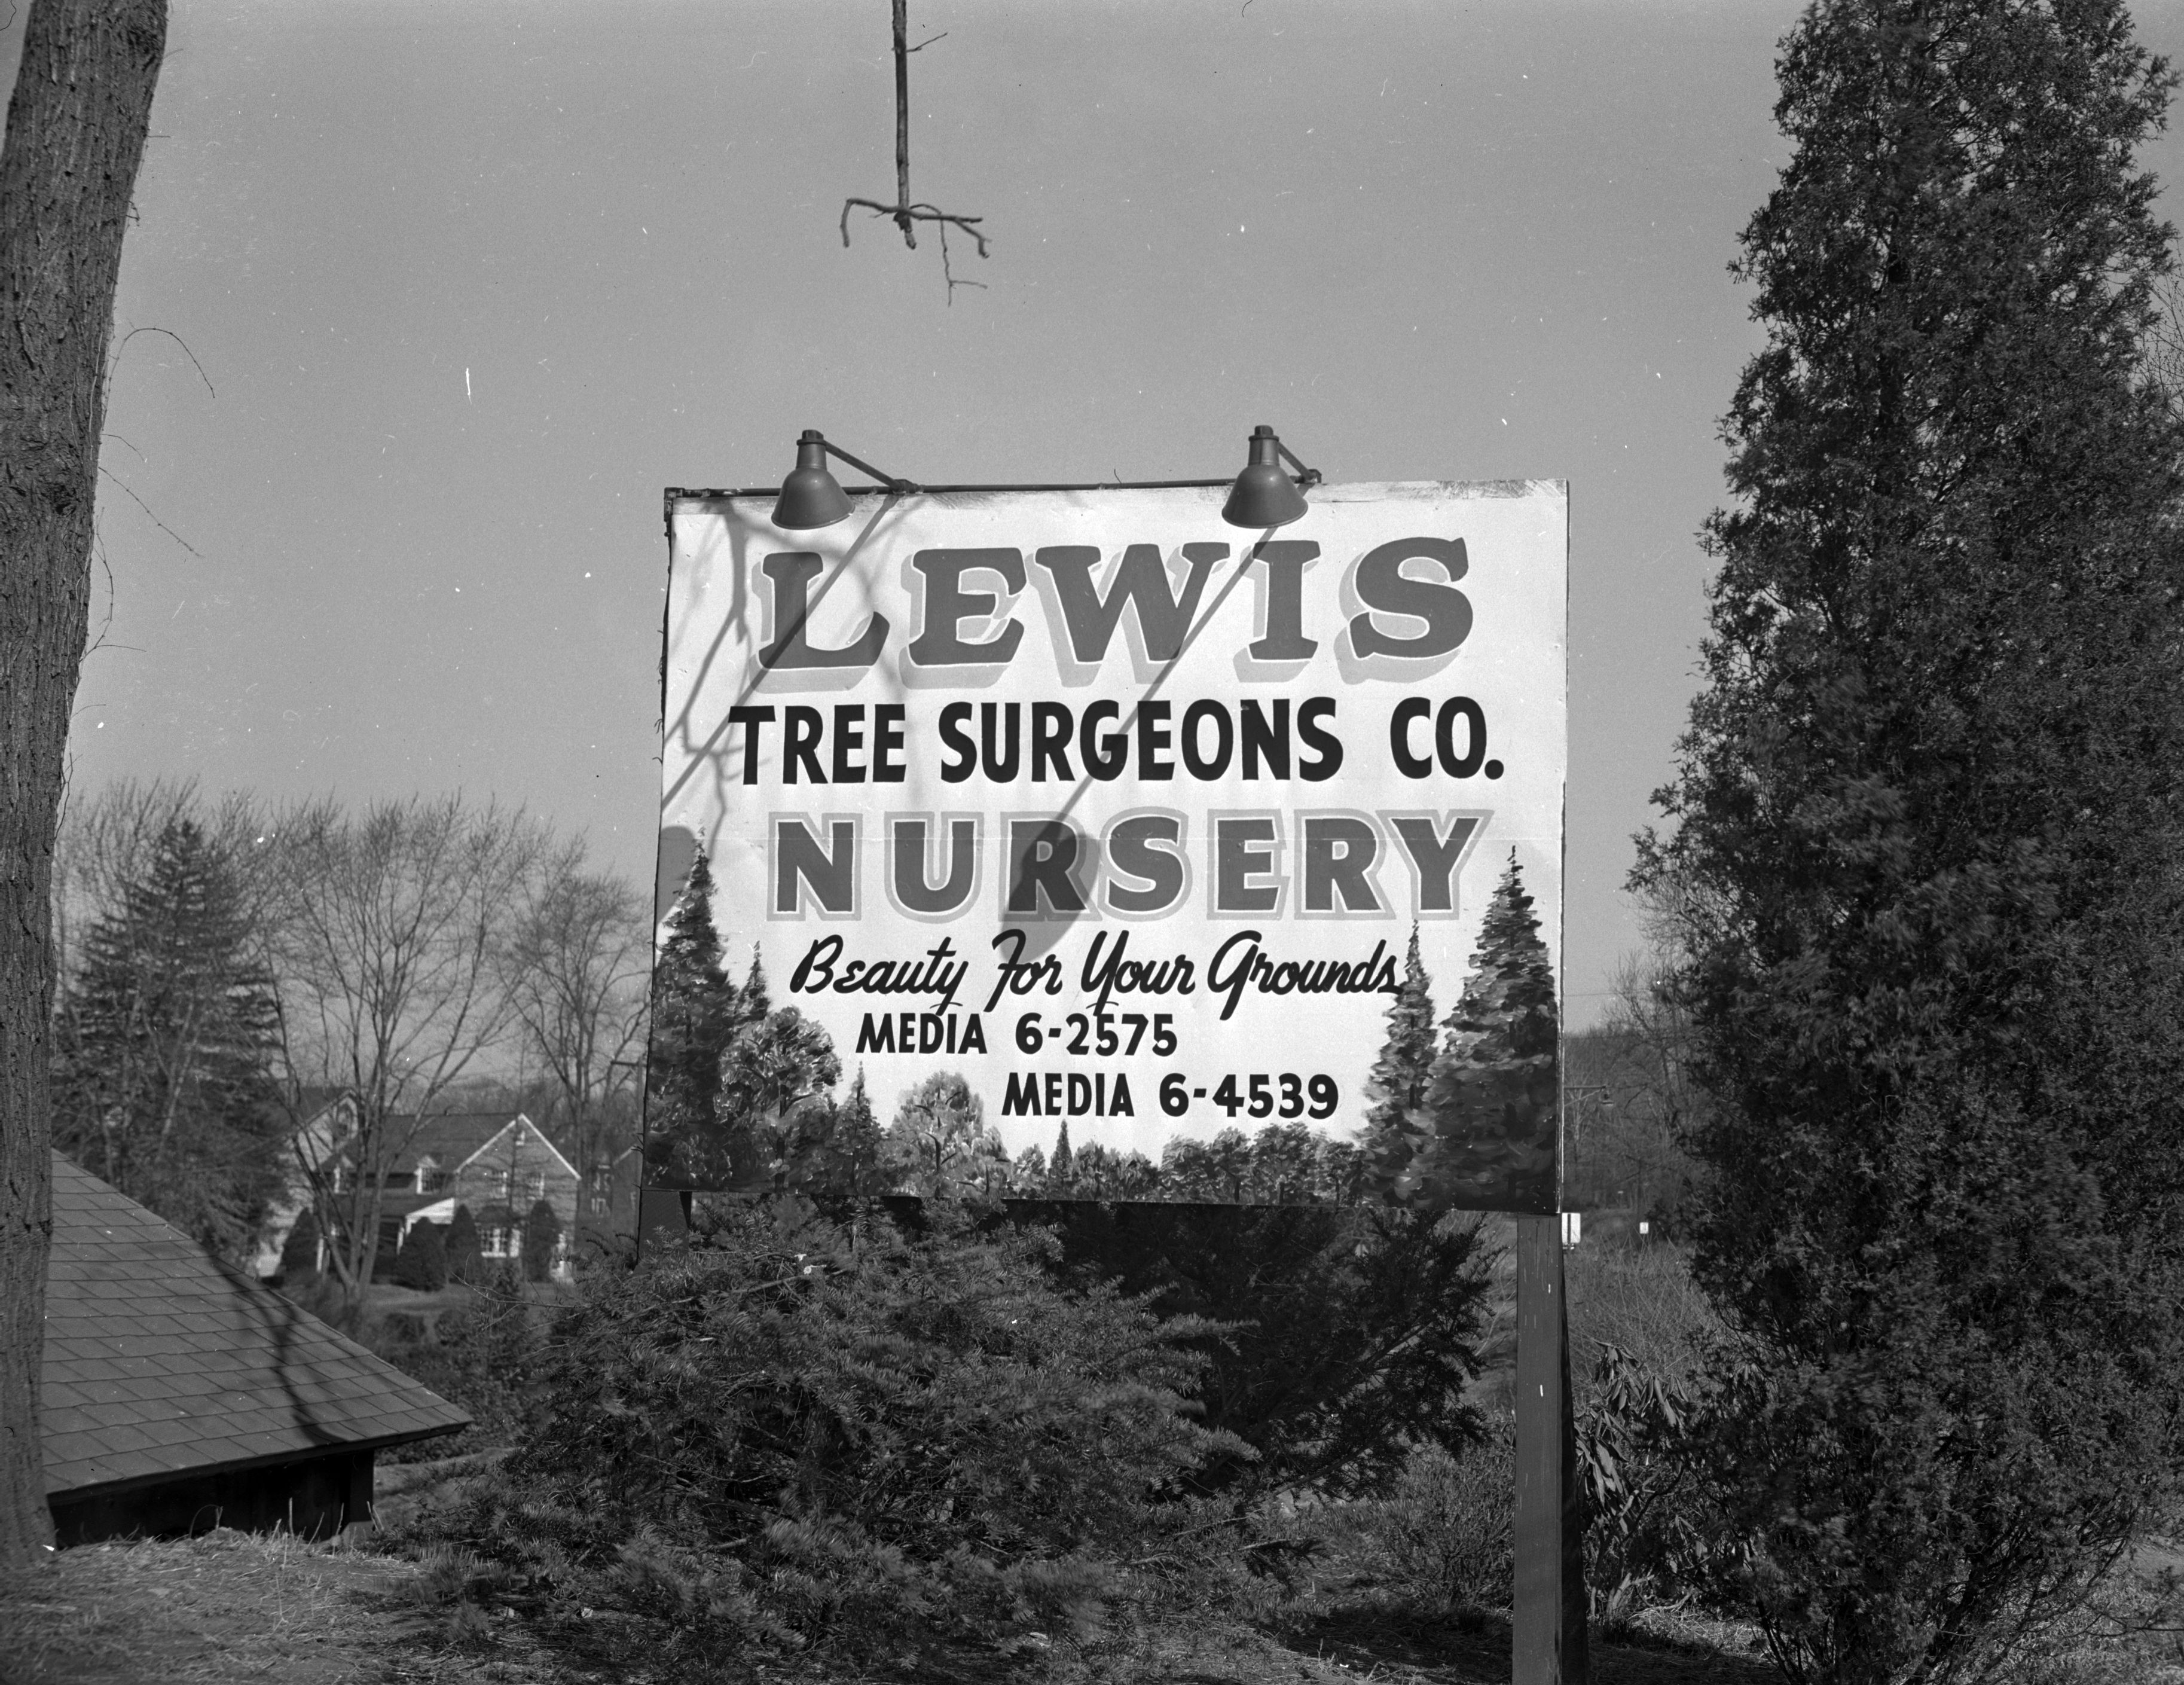 LEWIS
TREE SURGEONS CO.
NURSERY
Beauty For Your Grounds
MEDIA 6-2575
MEDIA 6-4539